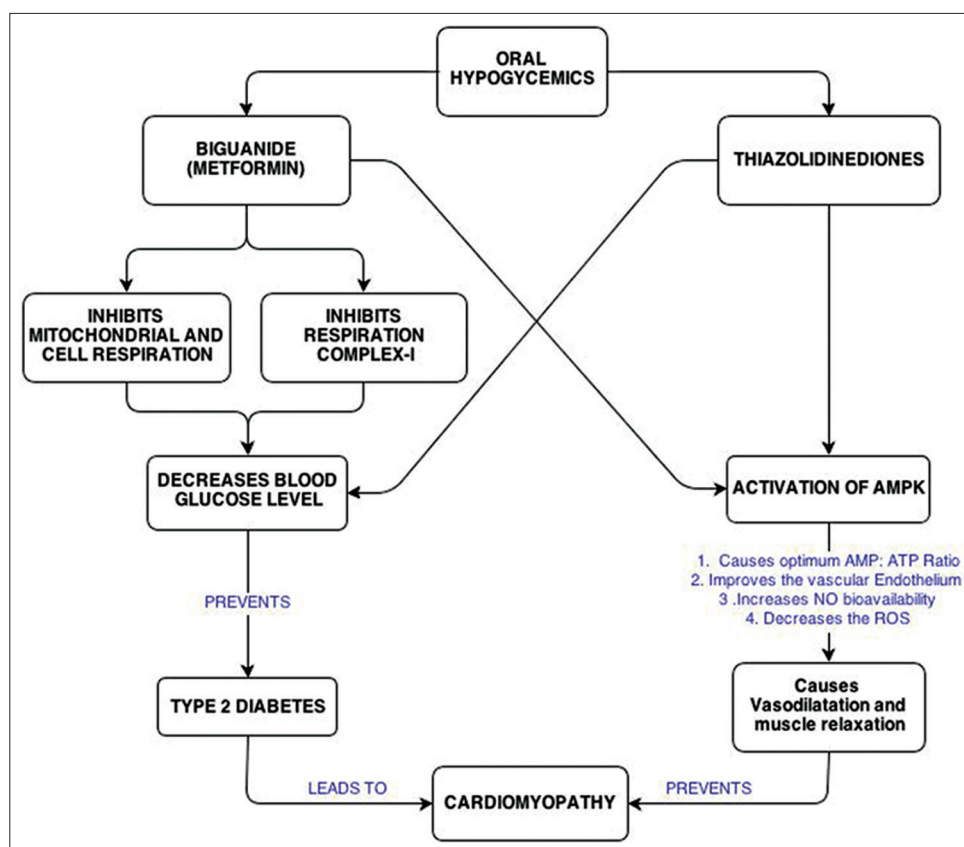 ORAL
HYPOGYCEMICS
BIGUANIDE
(METFORMIN)
THIAZOLIDINEDIONES
INHIBITS
MITOCHONDRIAL AND
CELL RESPIRATION
INHIBITS
RESPIRATION
COMPLEX-I
DECREASES BLOOD
GLUCOSE LEVEL
ACTIVATION OF AMPK
1. Causes optimum AMP: ATP Ratio
2. Improves the vascular Endothelium
3 .Increases NO bioavailability
4. Decreases the ROS
PREVENTS
TYPE 2 DIABETES
Causes
Vasodilatation and
muscle relaxation
LEADS TO
CARDIOMYOPATHY
PREVENTS